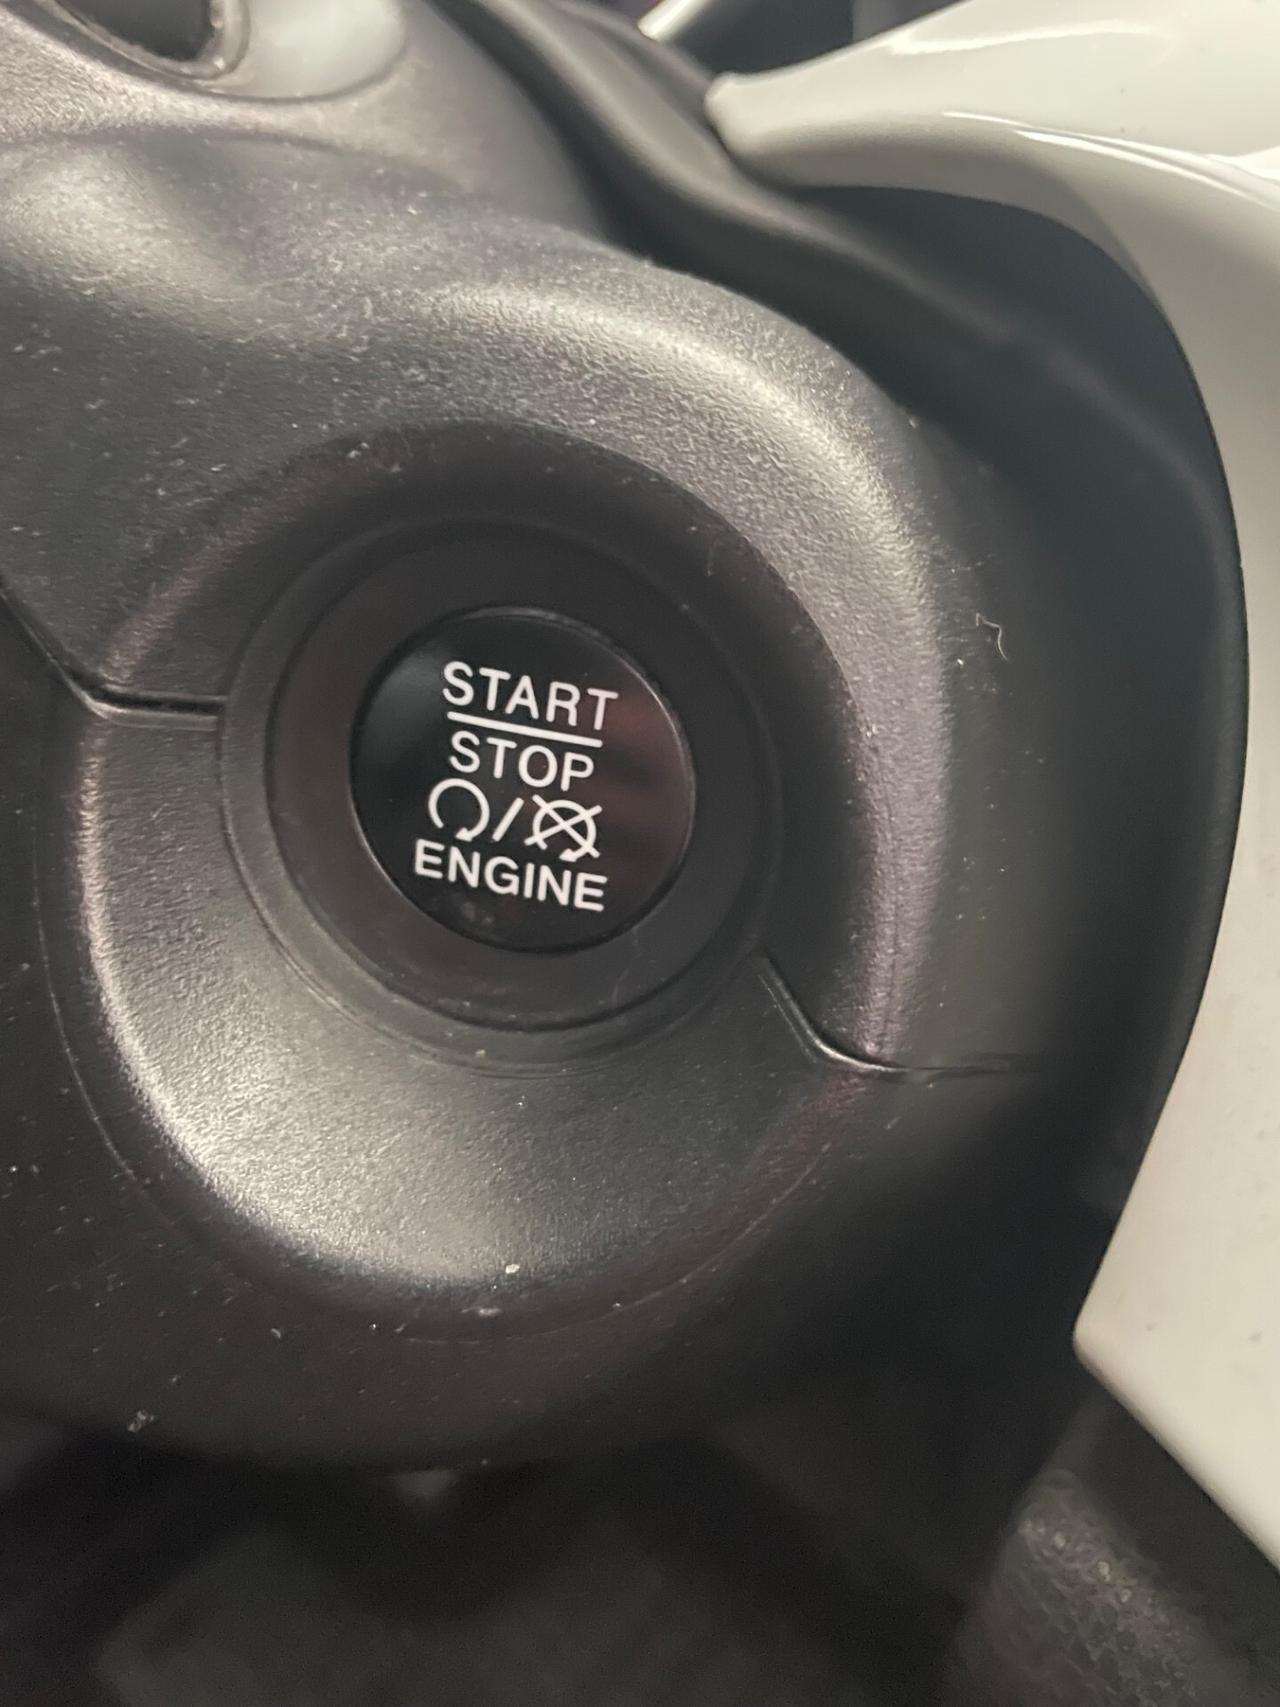 START
STOP
/
ENGINE